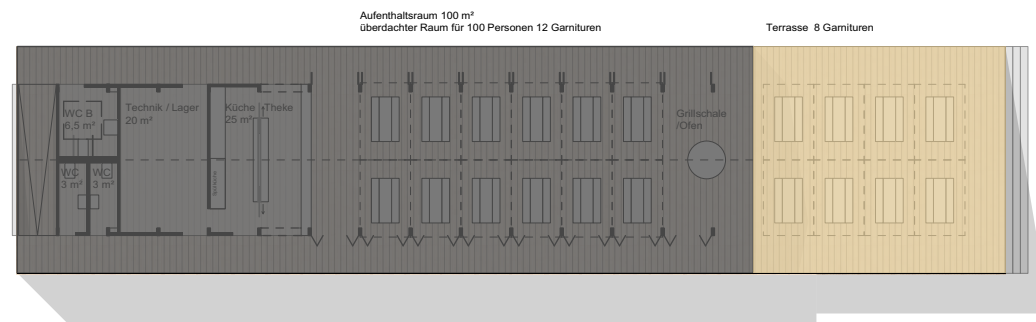 Aufenthaltsraum 100 m²
überdachter Raum für 100 Personen 12 Garnituren
Terrasse 8 Garnituren
WC B
6,5 m²
Technik / Lager
20 m²
Küche
25 m²
Theke
Grillschale
/Ofen
WC
3 m²
WC
3 m²